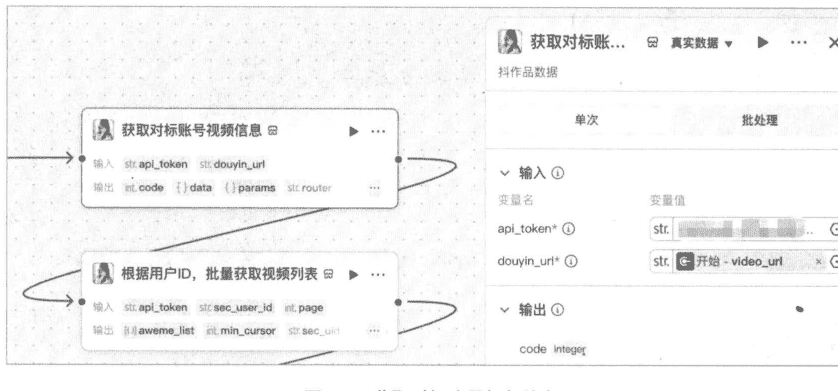 获取对标账号视频信息
输入 str.api_token str.douyin_url
输出 int.code {}data {}params str.router ...
根据用户ID，批量获取视频列表
输入 str.api_token str.sec_user_id int.page
输出 [{}]aweme_list int.min_cursor str.sec_uid ...
获取对标账... 真实数据
抖作品数据
单次 批处理
输入
变量名 变量值
api_token* str. ..
douyin_url* str. 开始 - video_url ×
输出
code Integer